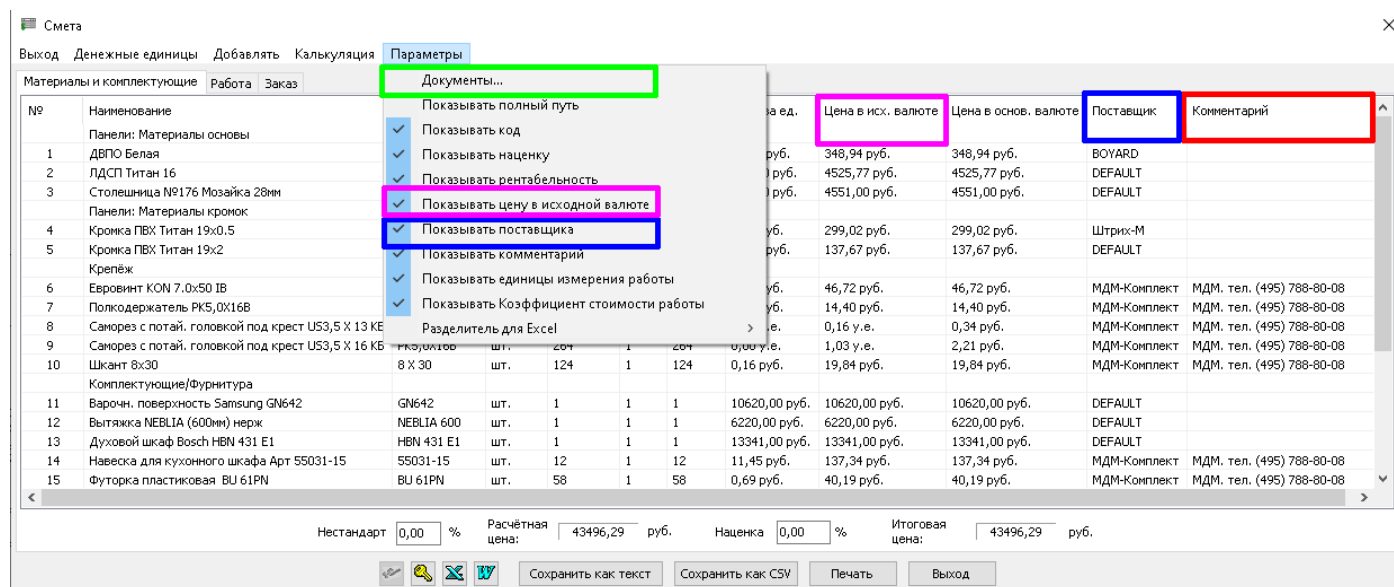 Смета
Выход Денежные единицы Добавлять Калькуляция Параметры
Материалы и комплектующие Работа Заказ
Документы...
Показывать полный путь
Показывать код
Показывать наценку
Показывать рентабельность
Показывать цену в исходной валюте
Показывать поставщика
Показывать комментарий
Показывать единицы измерения работы
Показывать Коэффициент стоимости работы
Разделитель для Excel
№ Наименование за ед. Цена в исх. валюте Цена в основ. валюте Поставщик Комментарий
Панели: Материалы основы
1 ДВПО Белая руб. 348,94 руб. 348,94 руб. BOYARD
2 ЛДСП Титан 16 руб. 4525,77 руб. 4525,77 руб. DEFAULT
3 Столешница №176 Мозайка 28мм руб. 4551,00 руб. 4551,00 руб. DEFAULT
Панели: Материалы кромок
4 Кромка ПВХ Титан 19x0.5 руб. 299,02 руб. 299,02 руб. Штрих-М
5 Кромка ПВХ Титан 19x2 руб. 137,67 руб. 137,67 руб. DEFAULT
Крепёж
6 Евровинт KON 7.0x50 IB руб. 46,72 руб. 46,72 руб. МДМ-Комплект МДМ. тел. (495) 788-80-08
7 Полкодержатель PK5,0X16B руб. 14,40 руб. 14,40 руб. МДМ-Комплект МДМ. тел. (495) 788-80-08
8 Саморез с потай. головкой под крест US3,5 X 13 КБ .е. 0,16 у.е. 0,34 руб. МДМ-Комплект МДМ. тел. (495) 788-80-08
9 Саморез с потай. головкой под крест US3,5 X 16 КБ PK5,0X16B шт. 264 1 264 0,00 у.е. 1,03 у.е. 2,21 руб. МДМ-Комплект МДМ. тел. (495) 788-80-08
10 Шкант 8x30 8 X 30 шт. 124 1 124 0,16 руб. 19,84 руб. 19,84 руб. МДМ-Комплект МДМ. тел. (495) 788-80-08
Комплектующие/Фурнитура
11 Варочн. поверхность Samsung GN642 GN642 шт. 1 1 1 10620,00 руб. 10620,00 руб. 10620,00 руб. DEFAULT
12 Вытяжка NEBLIA (600мм) нерж NEBLIA 600 шт. 1 1 1 6220,00 руб. 6220,00 руб. 6220,00 руб. DEFAULT
13 Духовой шкаф Bosch HBN 431 E1 HBN 431 E1 шт. 1 1 1 13341,00 руб. 13341,00 руб. 13341,00 руб. DEFAULT
14 Навеска для кухонного шкафа Арт 55031-15 55031-15 шт. 12 1 12 11,45 руб. 137,34 руб. 137,34 руб. МДМ-Комплект МДМ. тел. (495) 788-80-08
15 Футорка пластиковая BU 61PN BU 61PN шт. 58 1 58 0,69 руб. 40,19 руб. 40,19 руб. МДМ-Комплект МДМ. тел. (495) 788-80-08
Нестандарт 0,00 % Расчётная цена: 43496,29 руб. Наценка 0,00 % Итоговая цена: 43496,29 руб.
Сохранить как текст Сохранить как CSV Печать Выход